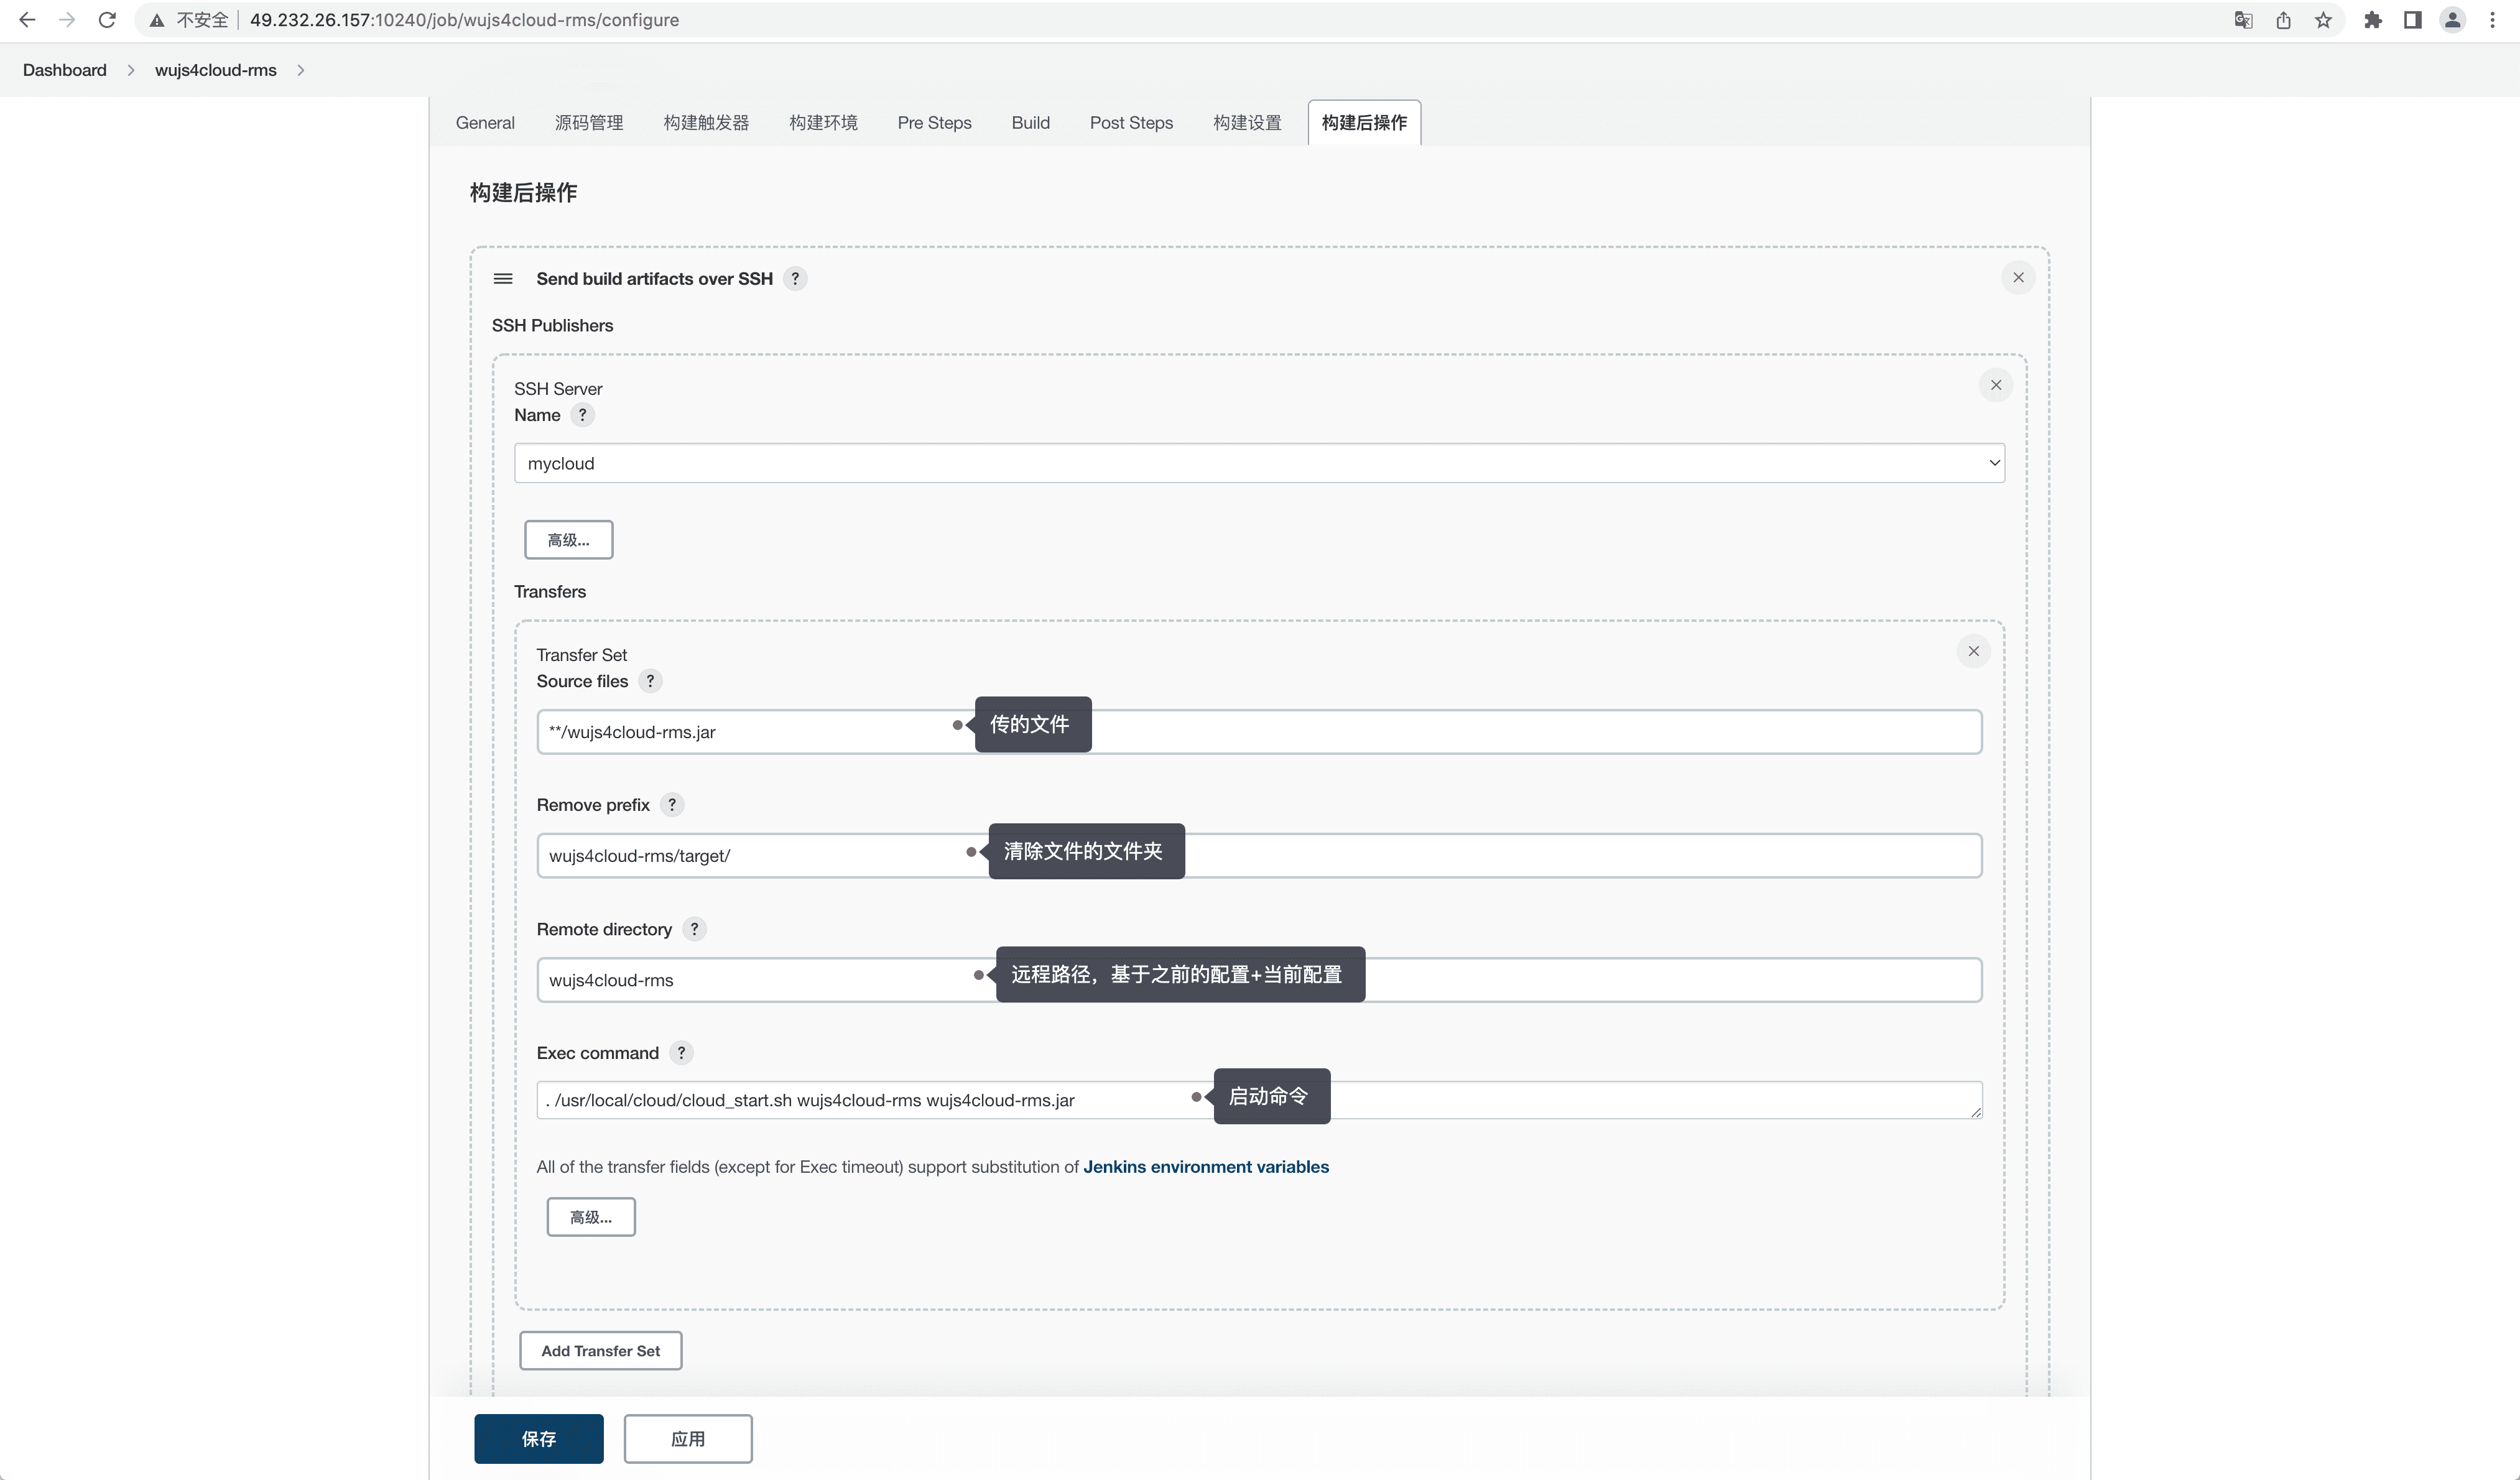 不安全 49.232.26.157:10240/job/wujs4cloud-rms/configure
Dashboard wujs4cloud-rms
General 源码管理 构建触发器 构建环境 Pre Steps Build Post Steps 构建设置 构建后操作
构建后操作
Send build artifacts over SSH ?
SSH Publishers
SSH Server
Name ?
mycloud
高级...
Transfers
Transfer Set
Source files ?
**/wujs4cloud-rms.jar 传的文件
Remove prefix ?
wujs4cloud-rms/target/ 清除文件的文件夹
Remote directory ?
wujs4cloud-rms 远程路径，基于之前的配置+当前配置
Exec command ?
. /usr/local/cloud/cloud_start.sh wujs4cloud-rms wujs4cloud-rms.jar 启动命令
All of the transfer fields (except for Exec timeout) support substitution of Jenkins environment variables
高级...
Add Transfer Set
保存 应用